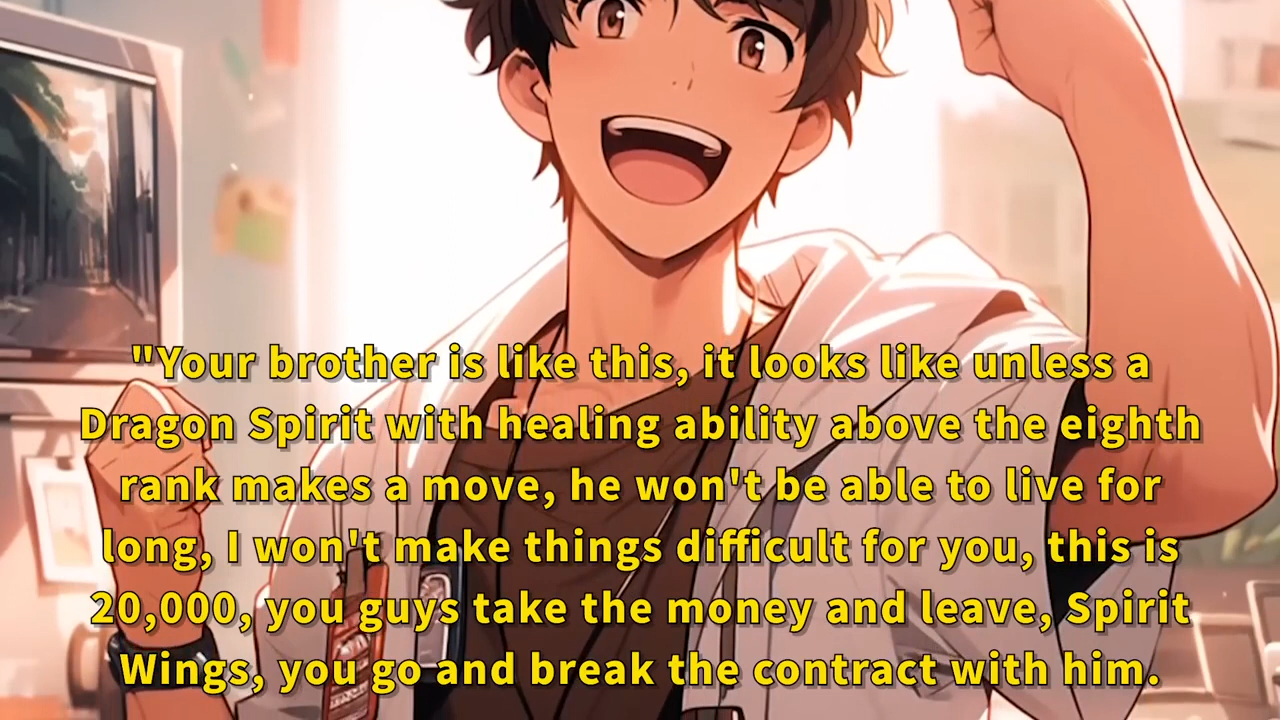 "Your brother is like this, it looks like unless a
Dragon Spirit with healing ability above the eighth
rank makes a move, he won't be able to live for
long, I won't make things difficult for you, this is
20,000, you guys take the money and leave, Spirit
Wings, you go and break the contract with him.